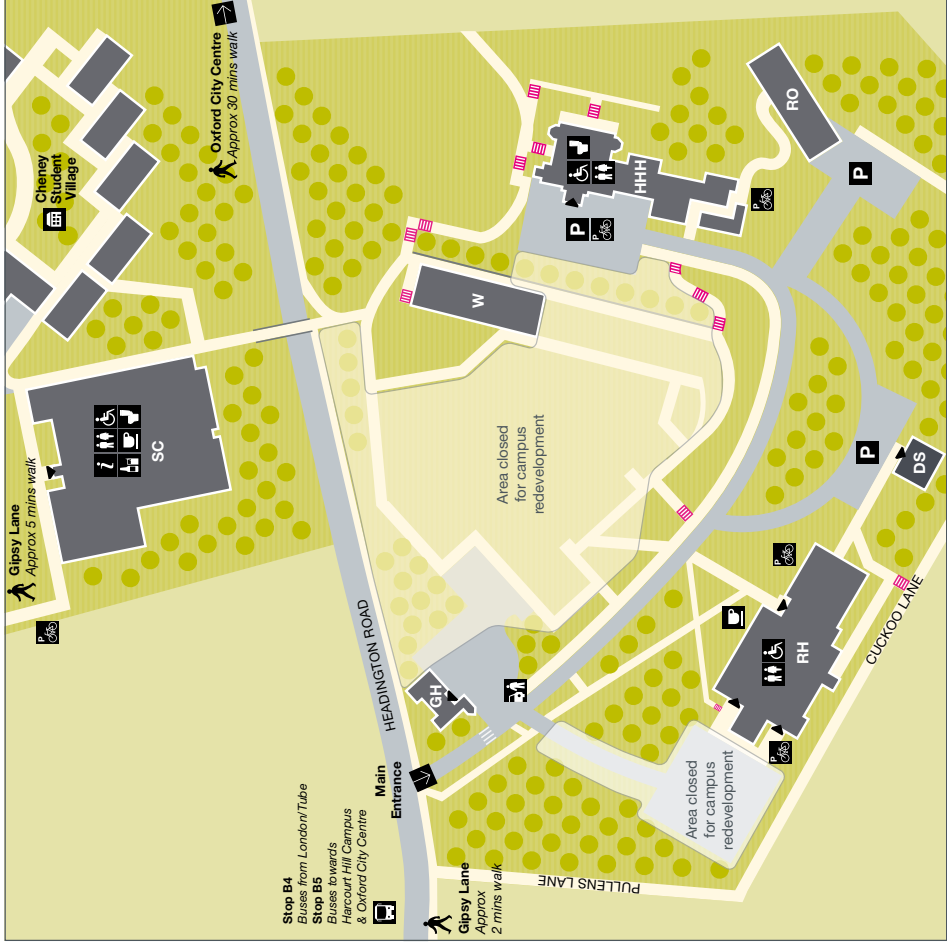 Cheney
Student
Village
Oxford City Centre
Approx 30 mins walk
Gipsy Lane
Approx 5 mins walk
P
i
SC
HEADINGTON ROAD
W
HHH
P
P
P
RO
P
Area closed
for campus
redevelopment
P
DS
P
CUCKOO LANE
RH
P
GH
Main
Entrance
Area closed
for campus
redevelopment
PULLENS LANE
Stop B4
Buses from London/Tube
Stop B5
Buses towards
Harcourt Hill Campus
& Oxford City Centre
Gipsy Lane
Approx
2 mins walk